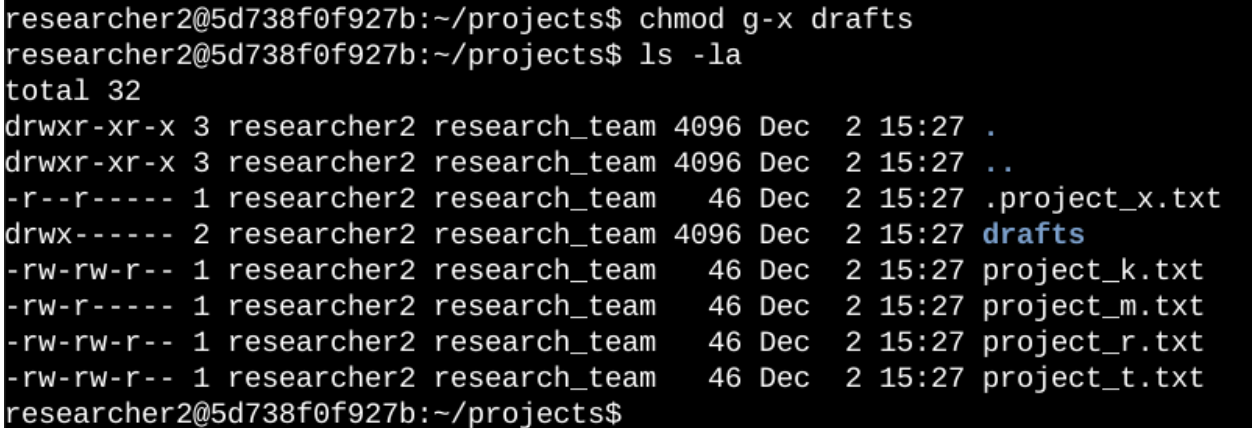 researcher2@5d738f0f927b:~/projects$ chmod g-x drafts
researcher2@5d738f0f927b:~/projects$ ls -la
total 32
drwxr-xr-x 3 researcher2 research_team 4096 Dec  2 15:27 .
drwxr-xr-x 3 researcher2 research_team 4096 Dec  2 15:27 ..
-r--r----- 1 researcher2 research_team   46 Dec  2 15:27 .project_x.txt
drwx------ 2 researcher2 research_team 4096 Dec  2 15:27 drafts
-rw-rw-r-- 1 researcher2 research_team   46 Dec  2 15:27 project_k.txt
-rw-r----- 1 researcher2 research_team   46 Dec  2 15:27 project_m.txt
-rw-rw-r-- 1 researcher2 research_team   46 Dec  2 15:27 project_r.txt
-rw-rw-r-- 1 researcher2 research_team   46 Dec  2 15:27 project_t.txt
researcher2@5d738f0f927b:~/projects$